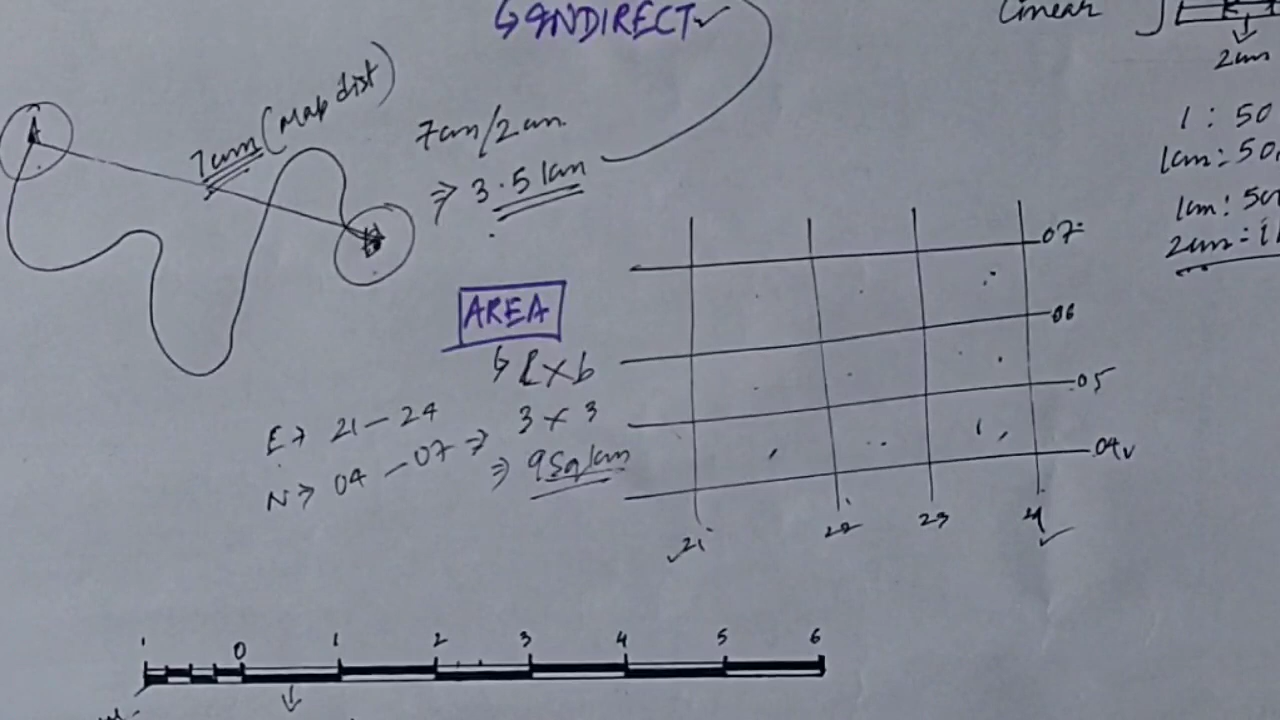 ↳ INDIRECT ✓
Linear
2cm
7cm (Map dist)
A
B
7cm/2cm
⇒ 3.5 km
1 : 50
1cm = 50,
1cm : 500
2cm = 1
AREA
↳ l × b
E → 21 - 24
3 × 3
N → 04 - 07 ⇒
⇒ 9 Sq km
07
06
05
04
21
22
23
24
1 0 1 2 3 4 5 6